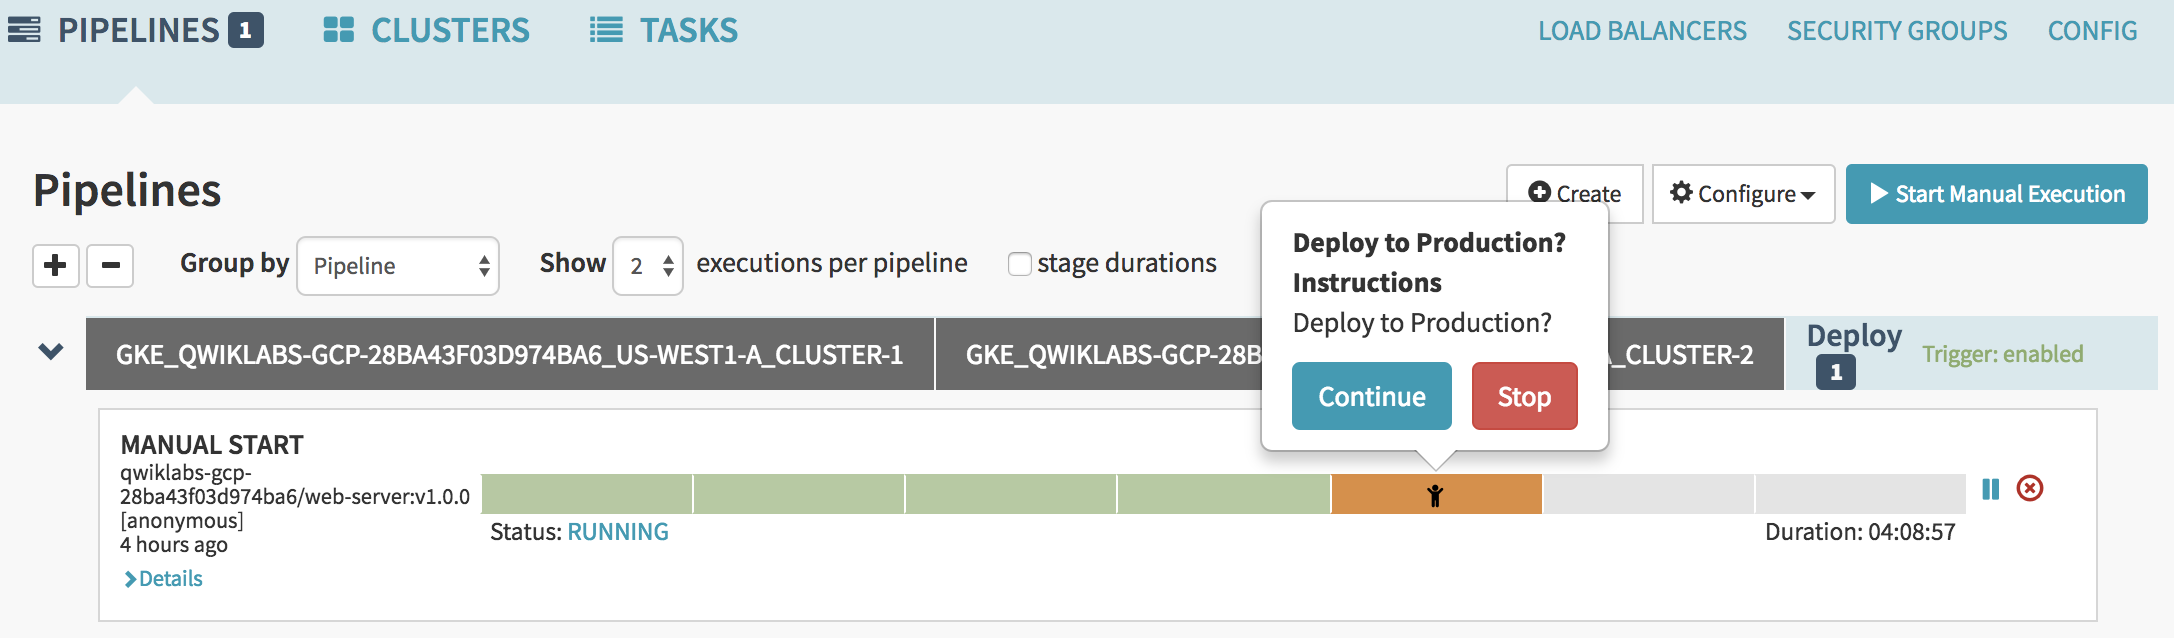 PIPELINES 1 CLUSTERS TASKS LOAD BALANCERS SECURITY GROUPS CONFIG
Pipelines
Create Configure Start Manual Execution
Group by Pipeline Show 2 executions per pipeline stage durations
Deploy to Production?
Instructions
Deploy to Production?
Continue Stop
GKE_QWIKLABS-GCP-28BA43F03D974BA6_US-WEST1-A_CLUSTER-1 GKE_QWIKLABS-GCP-28B _CLUSTER-2 Deploy 1 Trigger: enabled
MANUAL START
qwiklabs-gcp-
28ba43f03d974ba6/web-server:v1.0.0
[anonymous]
4 hours ago
Details
Status: RUNNING Duration: 04:08:57